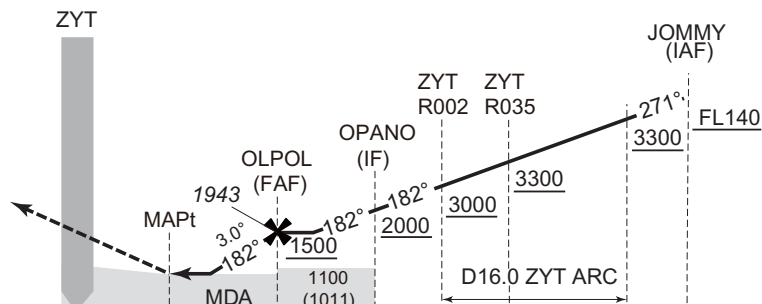 ZYT
JOMMY
(IAF)
ZYT
R002
ZYT
R035
271°
FL140
OPANO
(IF)
3300
OLPOL
(FAF)
1943
182°
3300
3000
MAPt
182°
2000
3.0°
182°
1500
1100
(1011)
D16.0 ZYT ARC
MDA